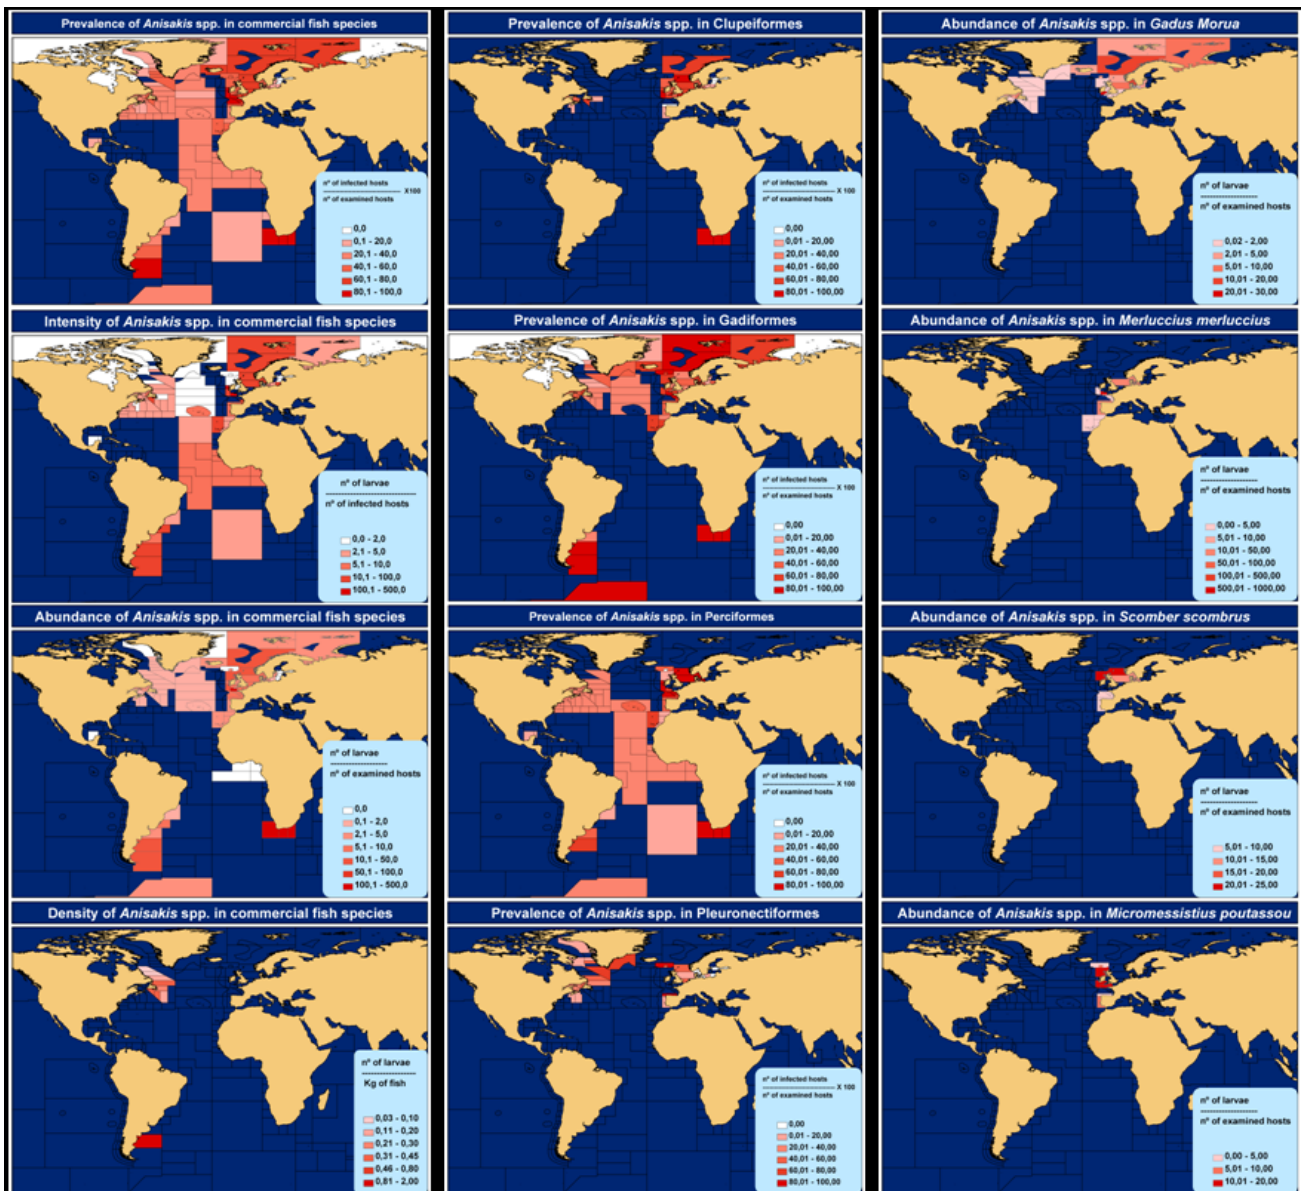 Prevalence of Anisakis spp. in commercial fish species
nº of infected hosts
X100
nº of examined hosts
0,0
0,1 - 20,0
20,1 - 40,0
40,1 - 60,0
60,1 - 80,0
80,1 - 100,0
Prevalence of Anisakis spp. in Clupeiformes
nº of infected hosts
X 100
nº of examined hosts
0,00
0,01 - 20,00
20,01 - 40,00
40,01 - 60,00
60,01 - 80,00
80,01 - 100,00
Abundance of Anisakis spp. in Gadus Morua
nº of larvae
nº of examined hosts
0,02 - 2,00
2,01 - 5,00
5,01 - 10,00
10,01 - 20,00
20,01 - 30,00
Intensity of Anisakis spp. in commercial fish species
nº of larvae
nº of infected hosts
0,0 - 2,0
2,1 - 5,0
5,1 - 10,0
10,1 - 100,0
100,1 - 500,0
Prevalence of Anisakis spp. in Gadiformes
nº of infected hosts
X 100
nº of examined hosts
0,00
0,01 - 20,00
20,01 - 40,00
40,01 - 60,00
60,01 - 80,00
80,01 - 100,00
Abundance of Anisakis spp. in Merluccius merluccius
nº of larvae
nº of examined hosts
0,00 - 5,00
5,01 - 10,00
10,01 - 50,00
50,01 - 100,00
100,01 - 500,00
500,01 - 1000,00
Abundance of Anisakis spp. in commercial fish species
nº of larvae
nº of examined hosts
0,0
0,1 - 2,0
2,1 - 5,0
5,1 - 10,0
10,1 - 50,0
50,1 - 100,0
100,1 - 500,0
Prevalence of Anisakis spp. in Perciformes
nº of infected hosts
X 100
nº of examined hosts
0,00
0,01 - 20,00
20,01 - 40,00
40,01 - 60,00
60,01 - 80,00
80,01 - 100,00
Abundance of Anisakis spp. in Scomber scombrus
nº of larvae
nº of examined hosts
5,01 - 10,00
10,01 - 15,00
15,01 - 20,00
20,01 - 25,00
Density of Anisakis spp. in commercial fish species
nº of larvae
Kg of fish
0,03 - 0,10
0,11 - 0,20
0,21 - 0,30
0,31 - 0,45
0,46 - 0,80
0,81 - 2,00
Prevalence of Anisakis spp. in Pleuronectiformes
nº of infected hosts
X 100
nº of examined hosts
0,00
0,01 - 20,00
20,01 - 40,00
40,01 - 60,00
60,01 - 80,00
80,01 - 100,00
Abundance of Anisakis spp. in Micromessistius poutassou
nº of larvae
nº of examined hosts
0,00 - 5,00
5,01 - 10,00
10,01 - 20,00